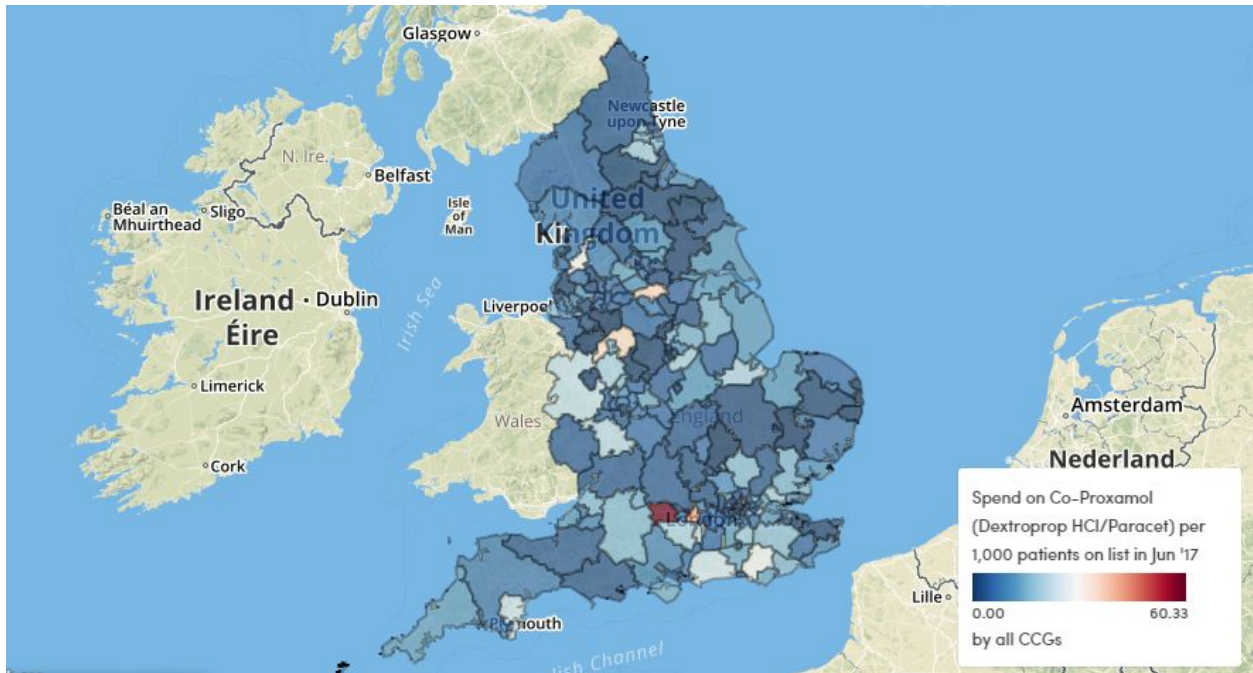 Glasgow
Newcastle
upon Tyne
N. Ire.
Belfast
Béal an
Mhuirthead
Sligo
Isle
of
Man
United
Kingdom
Irish Sea
Ireland
Éire
Dublin
Liverpool
Limerick
Wales
England
Cork
Amsterdam
Nederland
London
Plymouth
Lille
lish Channel
Spend on Co-Proxamol
(Dextroprop HCl/Paracet) per
1,000 patients on list in Jun '17
0.00 60.33
by all CCGs